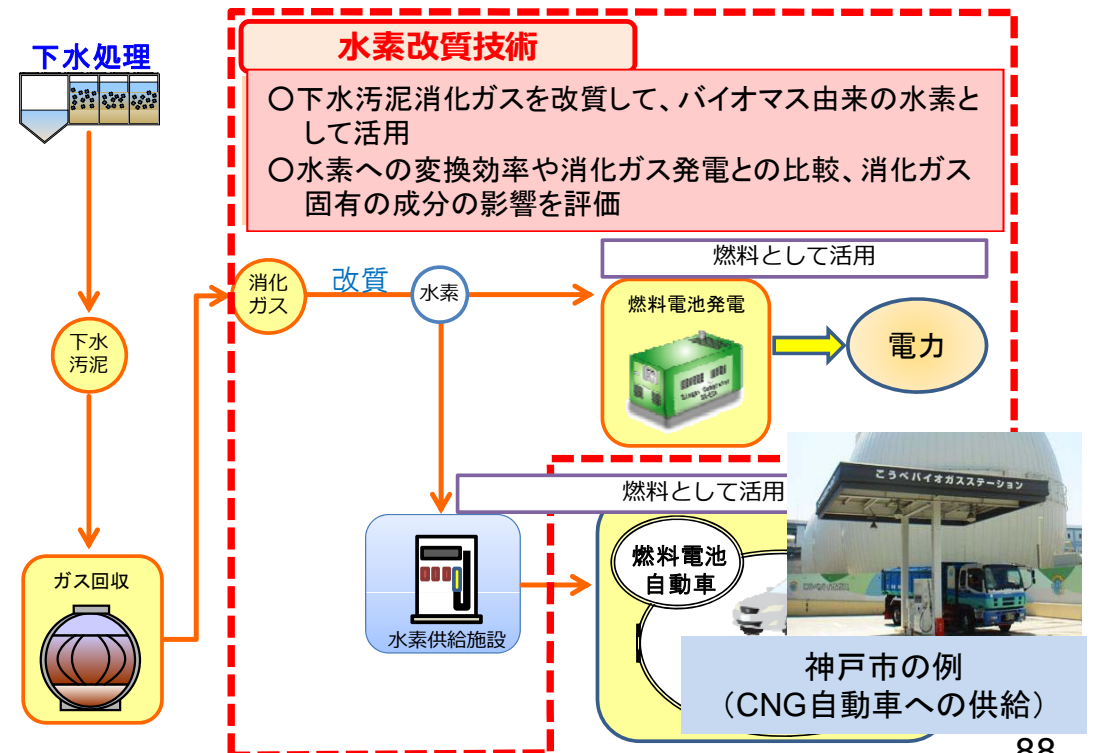 下水処理
水素改質技術
〇下水汚泥消化ガスを改質して、バイオマス由来の水素と
して活用
〇水素への変換効率や消化ガス発電との比較、消化ガス
固有の成分の影響を評価
燃料として活用
消化
ガス
改質
水素
燃料電池発電
電力
下水
汚泥
こうべバイオガスステーション
燃料として活用
燃料電池
自動車
ガス回収
水素供給施設
神戸市の例
（CNG自動車への供給）
88